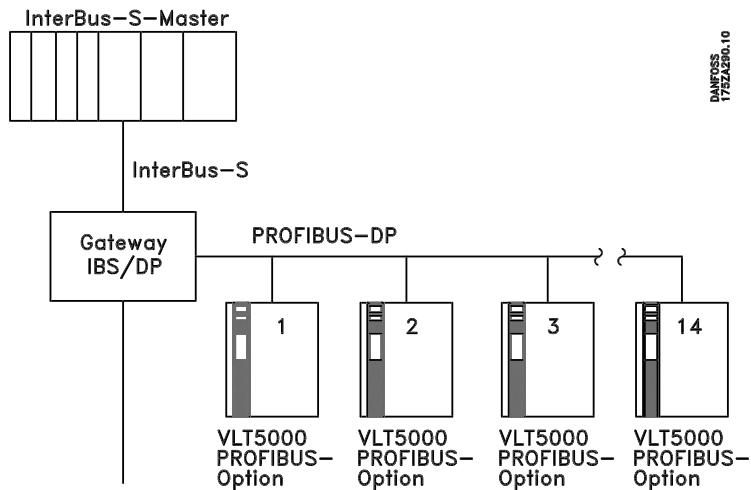 InterBus-S-Master
DANFOSS
175ZA290.10
InterBus-S
Gateway
IBS/DP
PROFIBUS-DP
1
2
3
14
VLT5000
PROFIBUS-
Option
VLT5000
PROFIBUS-
Option
VLT5000
PROFIBUS-
Option
VLT5000
PROFIBUS-
Option